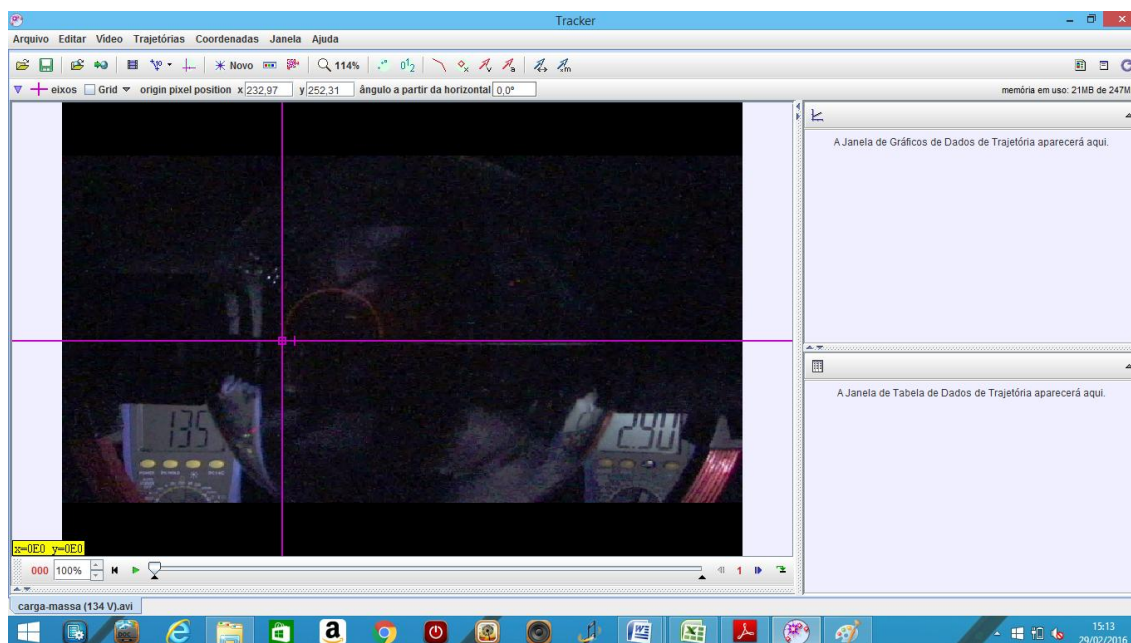 Tracker
Arquivo Editar Video Trajetórias Coordenadas Janela Ajuda
Novo 114%
eixos Grid origin pixel position x 232,97 y 252,31 ângulo a partir da horizontal 0,0° memória em uso: 21MB de 247M
A Janela de Gráficos de Dados de Trajetória aparecerá aqui.
135
2.90
A Janela de Tabela de Dados de Trajetória aparecerá aqui.
x=0E0 y=0E0
000 100% 1
carga-massa (134 V).avi
15:13
29/02/2016